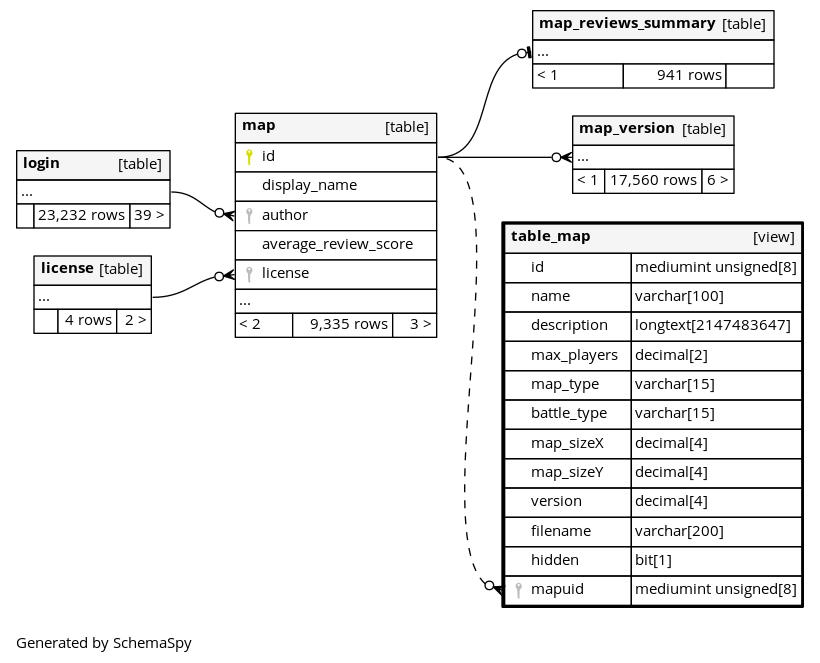 map_reviews_summary [table]
...
< 1 941 rows
map [table]
id
display_name
author
average_review_score
license
...
< 2 9,335 rows 3 >
map_version [table]
...
< 1 17,560 rows 6 >
login [table]
...
23,232 rows 39 >
license [table]
...
4 rows 2 >
table_map [view]
id mediumint unsigned[8]
name varchar[100]
description longtext[2147483647]
max_players decimal[2]
map_type varchar[15]
battle_type varchar[15]
map_sizeX decimal[4]
map_sizeY decimal[4]
version decimal[4]
filename varchar[200]
hidden bit[1]
mapuid mediumint unsigned[8]
Generated by SchemaSpy